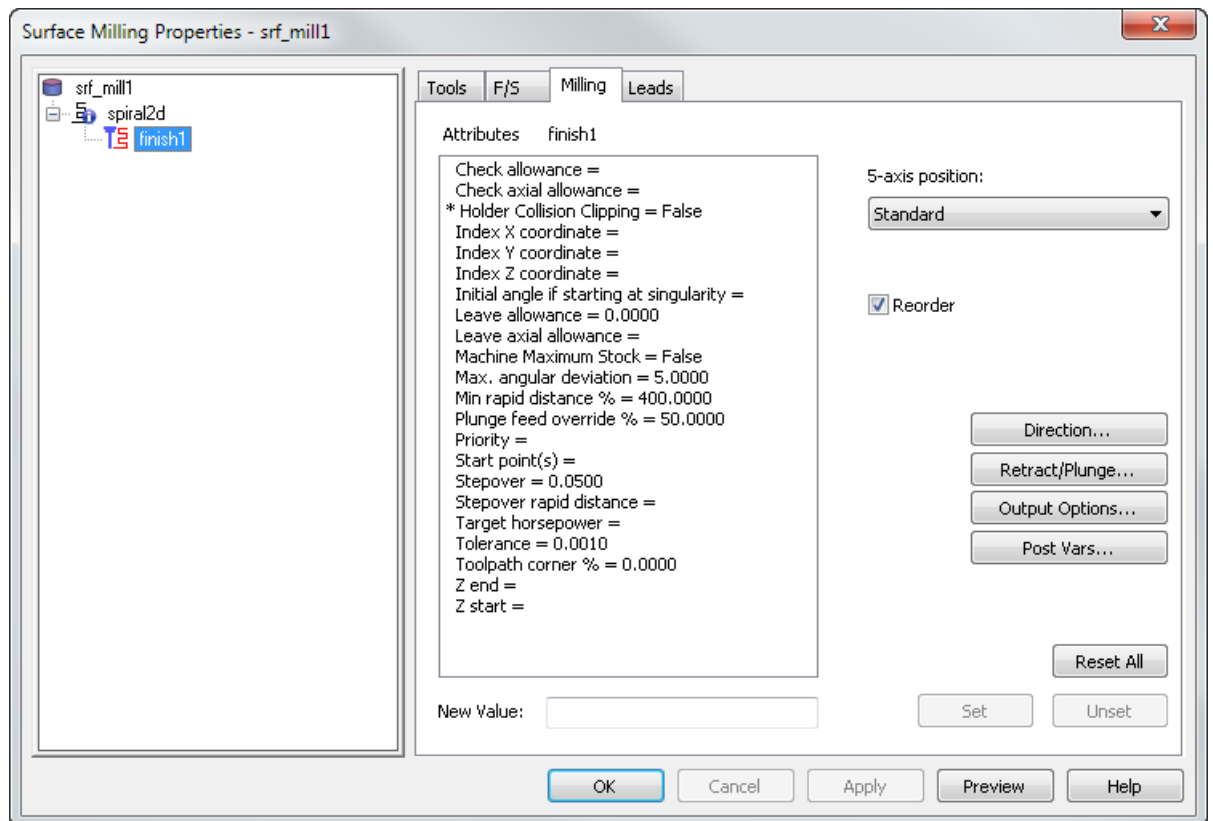 Surface Milling Properties - srf_mill1
srf_mill1
spiral2d
finish1
Tools F/S Milling Leads
Attributes finish1
Check allowance =
Check axial allowance =
* Holder Collision Clipping = False
Index X coordinate =
Index Y coordinate =
Index Z coordinate =
Initial angle if starting at singularity =
Leave allowance = 0.0000
Leave axial allowance =
Machine Maximum Stock = False
Max. angular deviation = 5.0000
Min rapid distance % = 400.0000
Plunge feed override % = 50.0000
Priority =
Start point(s) =
Stepover = 0.0500
Stepover rapid distance =
Target horsepower =
Tolerance = 0.0010
Toolpath corner % = 0.0000
Z end =
Z start =
5-axis position:
Standard
Reorder
Direction...
Retract/Plunge...
Output Options...
Post Vars...
Reset All
New Value:
Set Unset
OK Cancel Apply Preview Help